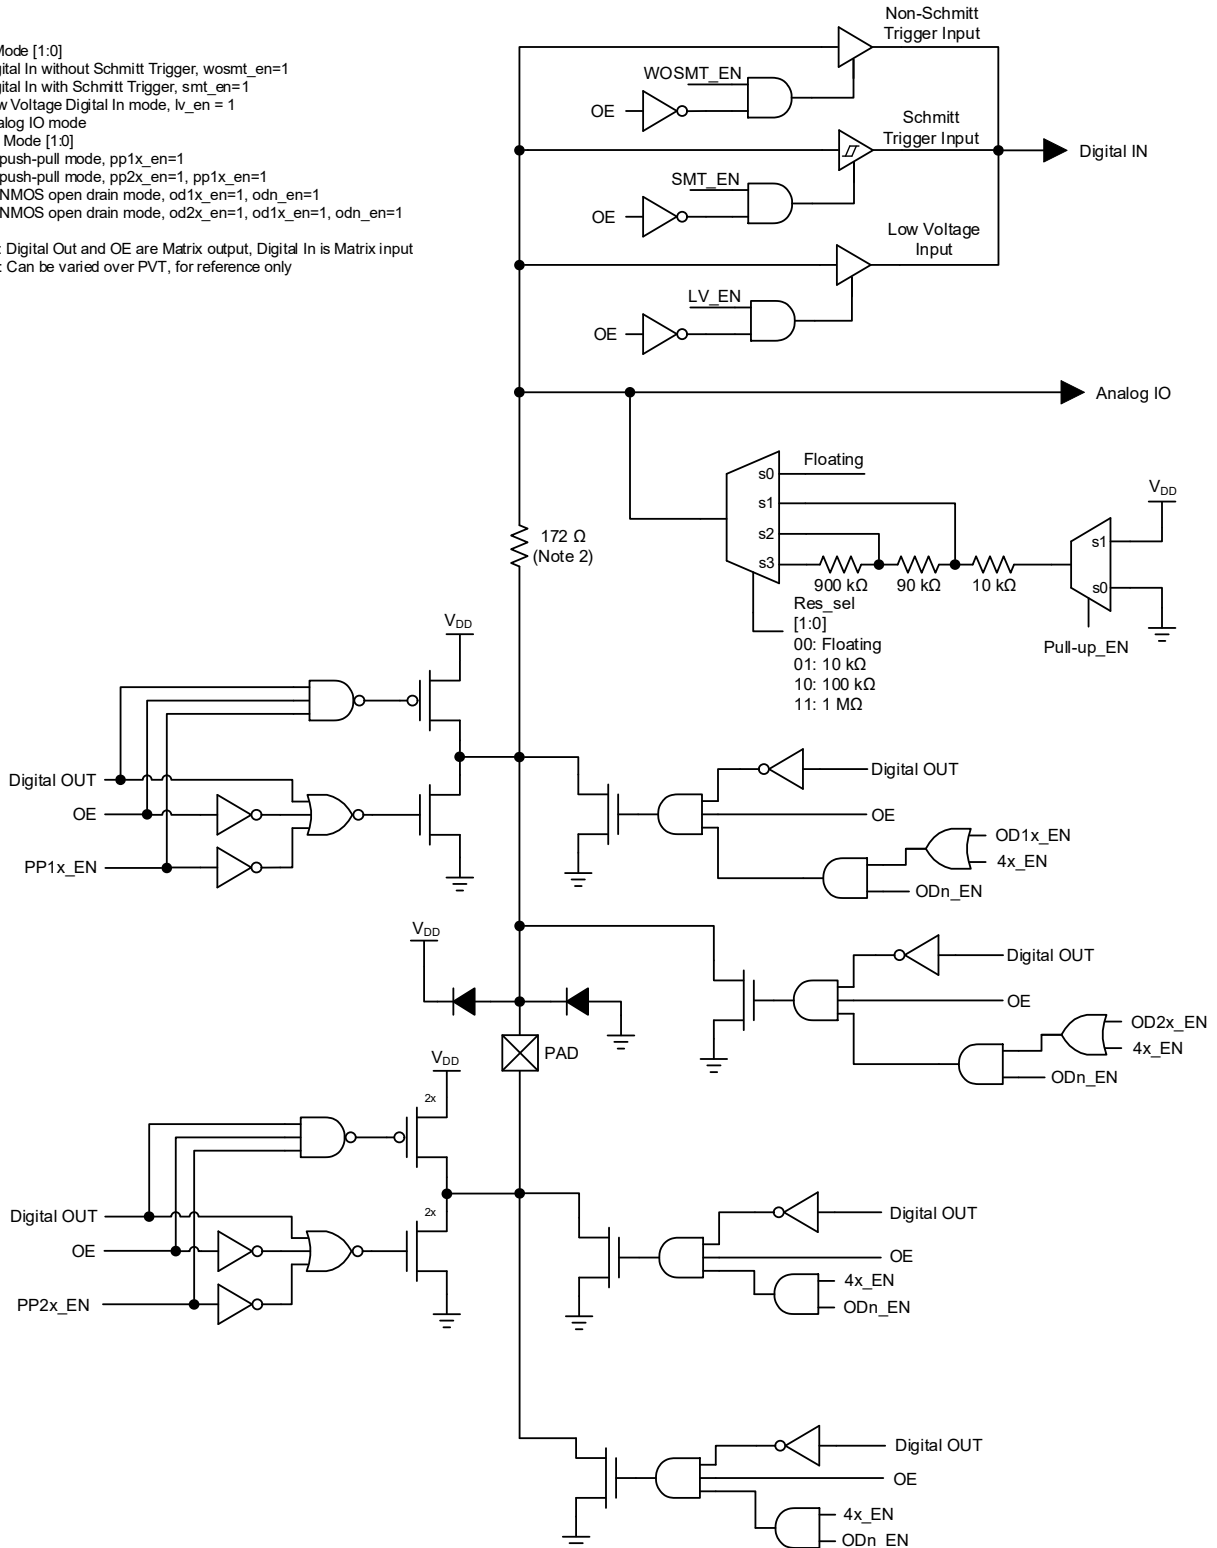 Mode [1:0]
gital In without Schmitt Trigger, wosmt_en=1
gital In with Schmitt Trigger, smt_en=1
w Voltage Digital In mode, lv_en = 1
alog IO mode
Mode [1:0]
push-pull mode, pp1x_en=1
push-pull mode, pp2x_en=1, pp1x_en=1
NMOS open drain mode, od1x_en=1, odn_en=1
NMOS open drain mode, od2x_en=1, od1x_en=1, odn_en=1
: Digital Out and OE are Matrix output, Digital In is Matrix input
: Can be varied over PVT, for reference only
Non-Schmitt
Trigger Input
WOSMT_EN
OE
Schmitt
Trigger Input
Digital IN
SMT_EN
OE
Low Voltage
Input
LV_EN
OE
Analog IO
s0
Floating
s1
s2
s3
900 kΩ
90 kΩ
10 kΩ
VDD
s1
s0
Pull-up_EN
Res_sel
[1:0]
00: Floating
01: 10 kΩ
10: 100 kΩ
11: 1 MΩ
172 Ω
(Note 2)
VDD
Digital OUT
OE
PP1x_EN
Digital OUT
OE
OD1x_EN
4x_EN
ODn_EN
VDD
PAD
Digital OUT
OE
OD2x_EN
4x_EN
ODn_EN
VDD
2x
2x
Digital OUT
OE
PP2x_EN
Digital OUT
OE
4x_EN
ODn_EN
Digital OUT
OE
4x_EN
ODn_EN